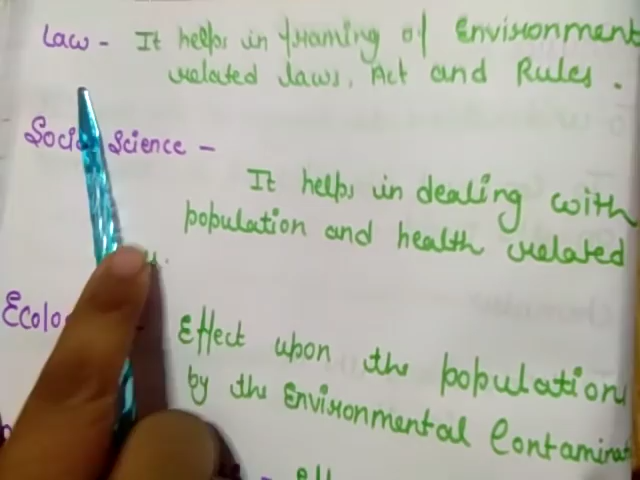 Law - It helps in framing of Environment
related laws, Act and Rules.
Social Science -
It helps in dealing with
population and health related
Effect upon the population
by the Environmental